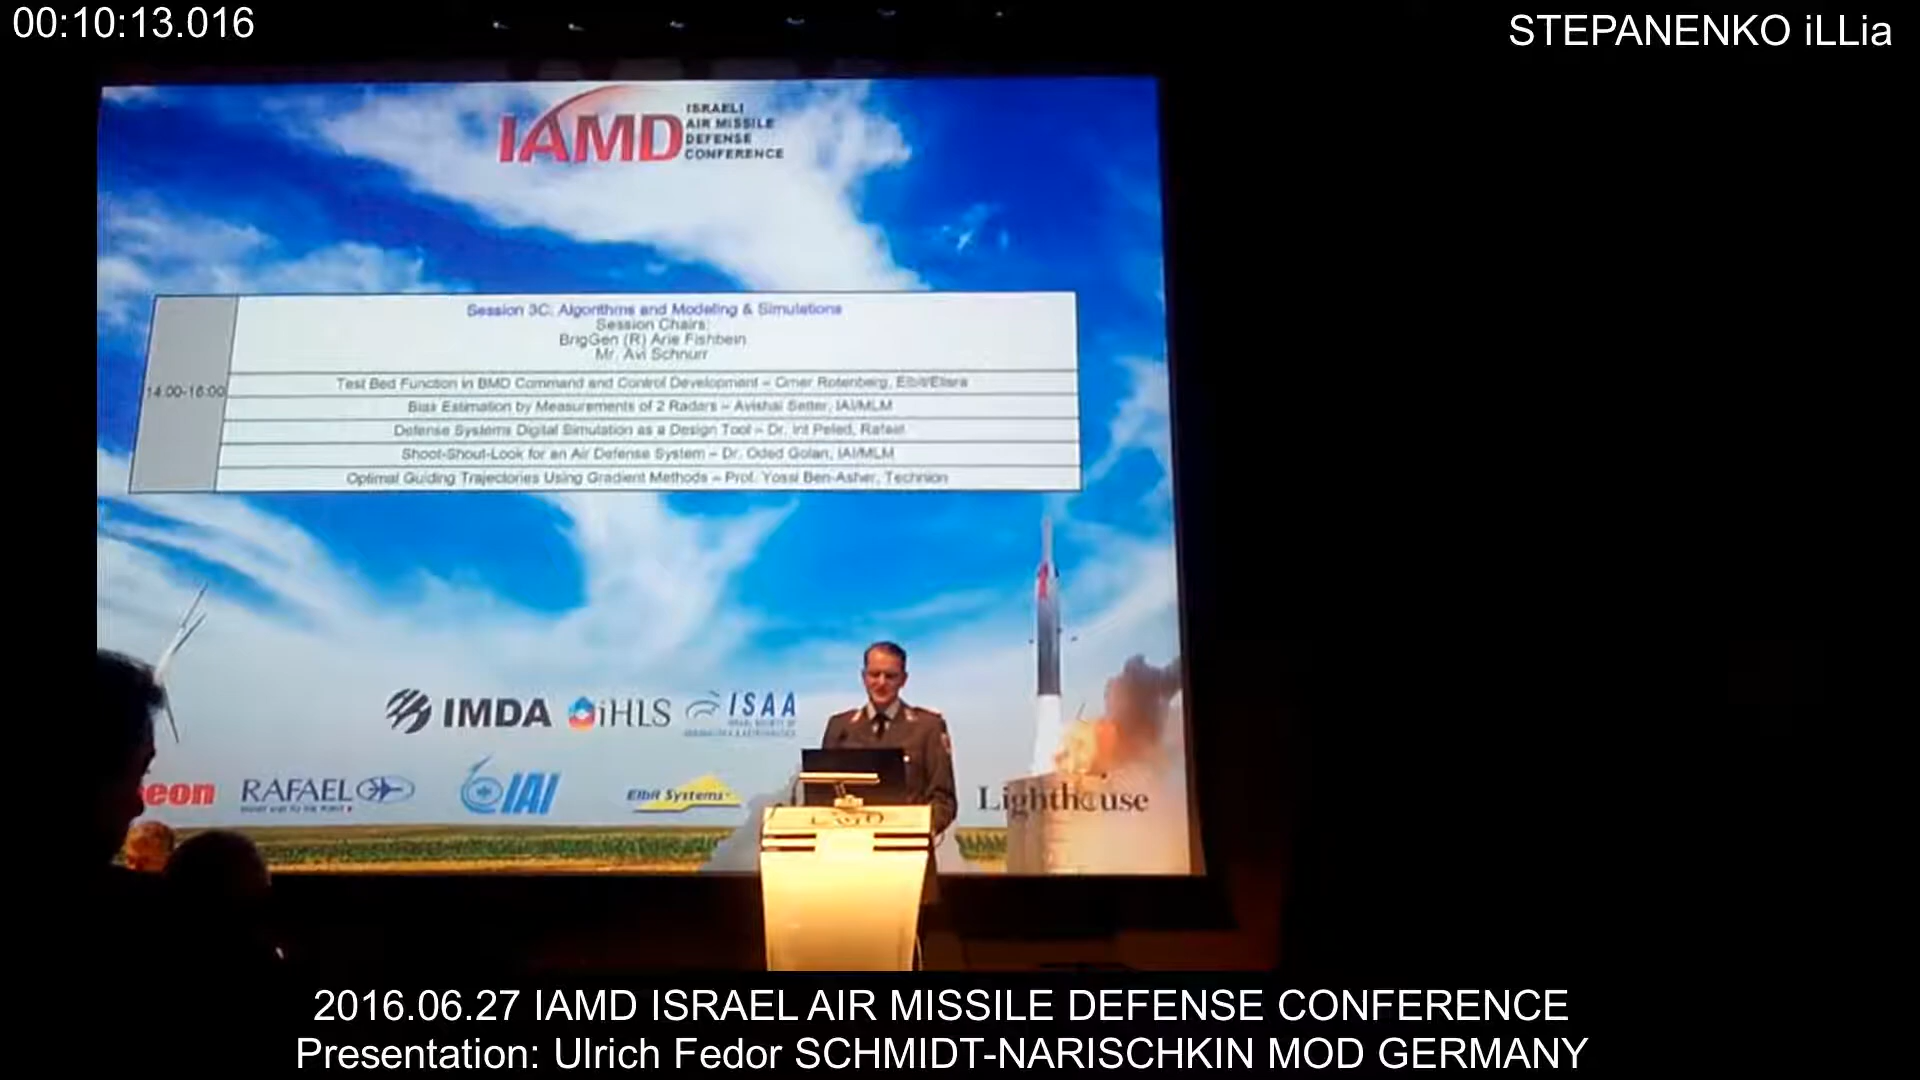 00:10:13.016
STEPANENKO iLLia
IAMD
ISRAELI
AIR MISSILE
DEFENSE
CONFERENCE
Session 3C: Algorithms and Modeling & Simulations
Session Chairs:
BrigGen (R) Arie Fishbein
Mr. Avi Schnurr
14:00-16:00
Test Bed Function in BMD Command and Control Development – Omer Rotenberg, Elbit/Elisra
Bias Estimation by Measurements of 2 Radars – Avishai Setter, IAI/MLM
Defense Systems Digital Simulation as a Design Tool – Dr. Peled, Rafael
Shoot-Shout-Look for an Air Defense System – Dr. Oded Golan, IAI/MLM
Optimal Guiding Trajectories Using Gradient Methods – Prof. Yossi Ben-Asher, Technion
IMDA iHLS ISAA
eon RAFAEL IAI Elbit Systems Lighthouse
2016.06.27 IAMD ISRAEL AIR MISSILE DEFENSE CONFERENCE
Presentation: Ulrich Fedor SCHMIDT-NARISCHKIN MOD GERMANY